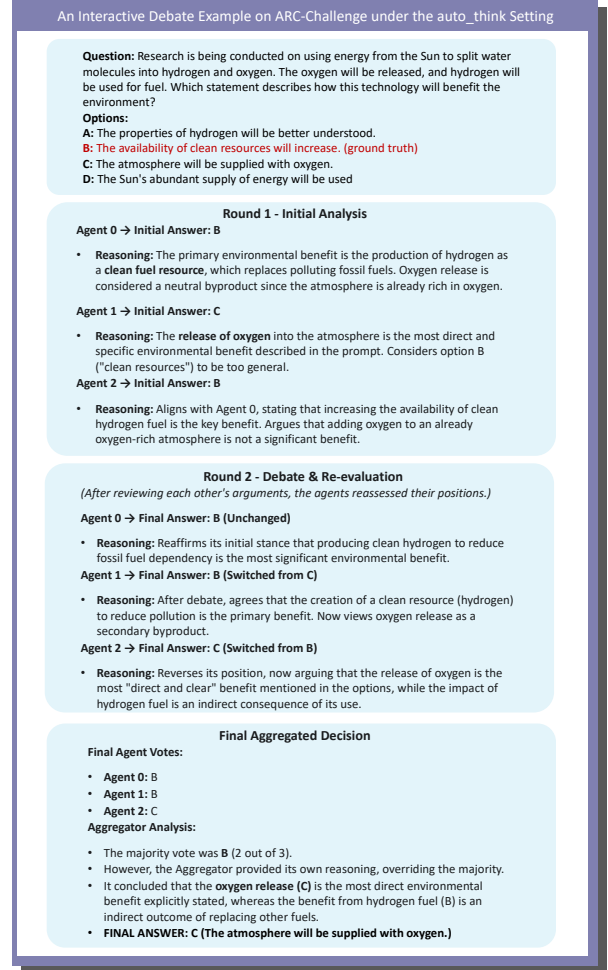 An Interactive Debate Example on ARC-Challenge under the auto_think Setting
Question: Research is being conducted on using energy from the Sun to split water
molecules into hydrogen and oxygen. The oxygen will be released, and hydrogen will
be used for fuel. Which statement describes how this technology will benefit the
environment?
Options:
A: The properties of hydrogen will be better understood.
B: The availability of clean resources will increase. (ground truth)
C: The atmosphere will be supplied with oxygen.
D: The Sun's abundant supply of energy will be used
Round 1 - Initial Analysis
Agent 0 → Initial Answer: B
• Reasoning: The primary environmental benefit is the production of hydrogen as
a clean fuel resource, which replaces polluting fossil fuels. Oxygen release is
considered a neutral byproduct since the atmosphere is already rich in oxygen.
Agent 1 → Initial Answer: C
• Reasoning: The release of oxygen into the atmosphere is the most direct and
specific environmental benefit described in the prompt. Considers option B
("clean resources") to be too general.
Agent 2 → Initial Answer: B
• Reasoning: Aligns with Agent 0, stating that increasing the availability of clean
hydrogen fuel is the key benefit. Argues that adding oxygen to an already
oxygen-rich atmosphere is not a significant benefit.
Round 2 - Debate & Re-evaluation
(After reviewing each other's arguments, the agents reassessed their positions.)
Agent 0 → Final Answer: B (Unchanged)
• Reasoning: Reaffirms its initial stance that producing clean hydrogen to reduce
fossil fuel dependency is the most significant environmental benefit.
Agent 1 → Final Answer: B (Switched from C)
• Reasoning: After debate, agrees that the creation of a clean resource (hydrogen)
to reduce pollution is the primary benefit. Now views oxygen release as a
secondary byproduct.
Agent 2 → Final Answer: C (Switched from B)
• Reasoning: Reverses its position, now arguing that the release of oxygen is the
most "direct and clear" benefit mentioned in the options, while the impact of
hydrogen fuel is an indirect consequence of its use.
Final Aggregated Decision
Final Agent Votes:
• Agent 0: B
• Agent 1: B
• Agent 2: C
Aggregator Analysis:
• The majority vote was B (2 out of 3).
• However, the Aggregator provided its own reasoning, overriding the majority.
• It concluded that the oxygen release (C) is the most direct environmental
benefit explicitly stated, whereas the benefit from hydrogen fuel (B) is an
indirect outcome of replacing other fuels.
• FINAL ANSWER: C (The atmosphere will be supplied with oxygen.)